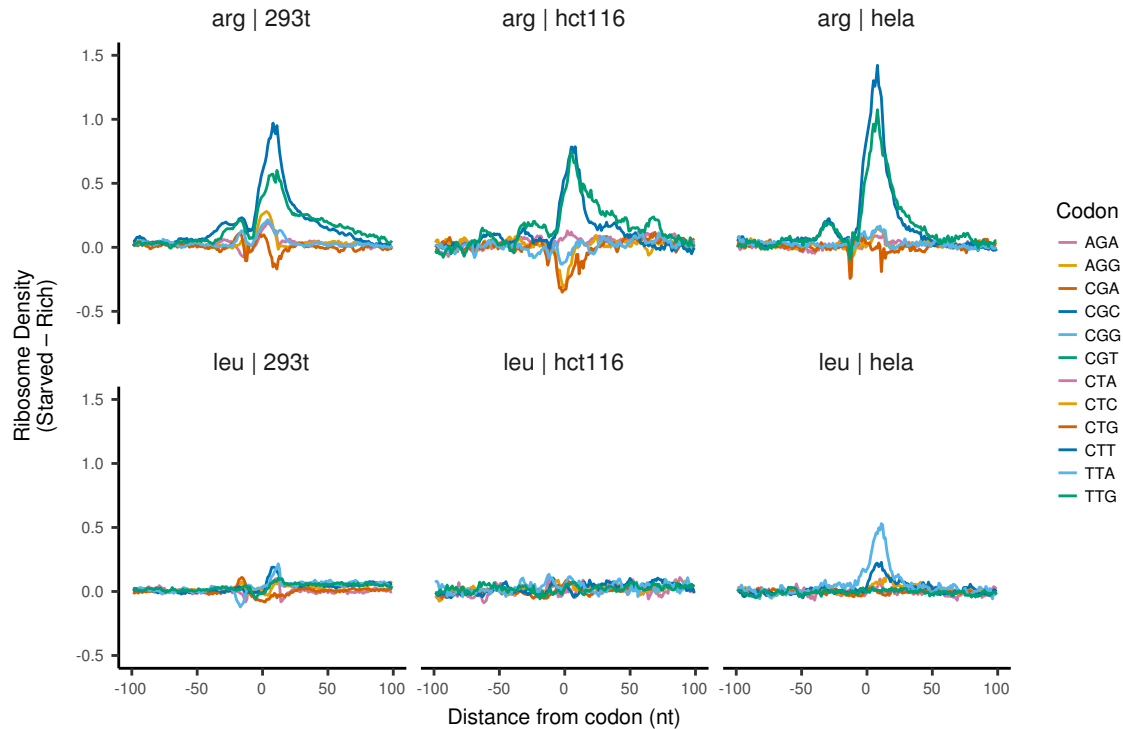 arg | 293t
arg | hct116
arg | hela
1.5
1.0
0.5
0.0
-0.5
leu | 293t
leu | hct116
leu | hela
1.5
1.0
0.5
0.0
-0.5
-100 -50 0 50 100
-100 -50 0 50 100
-100 -50 0 50 100
Distance from codon (nt)
Ribosome Density
(Starved – Rich)
Codon
AGA
AGG
CGA
CGC
CGG
CGT
CTA
CTC
CTG
CTT
TTA
TTG